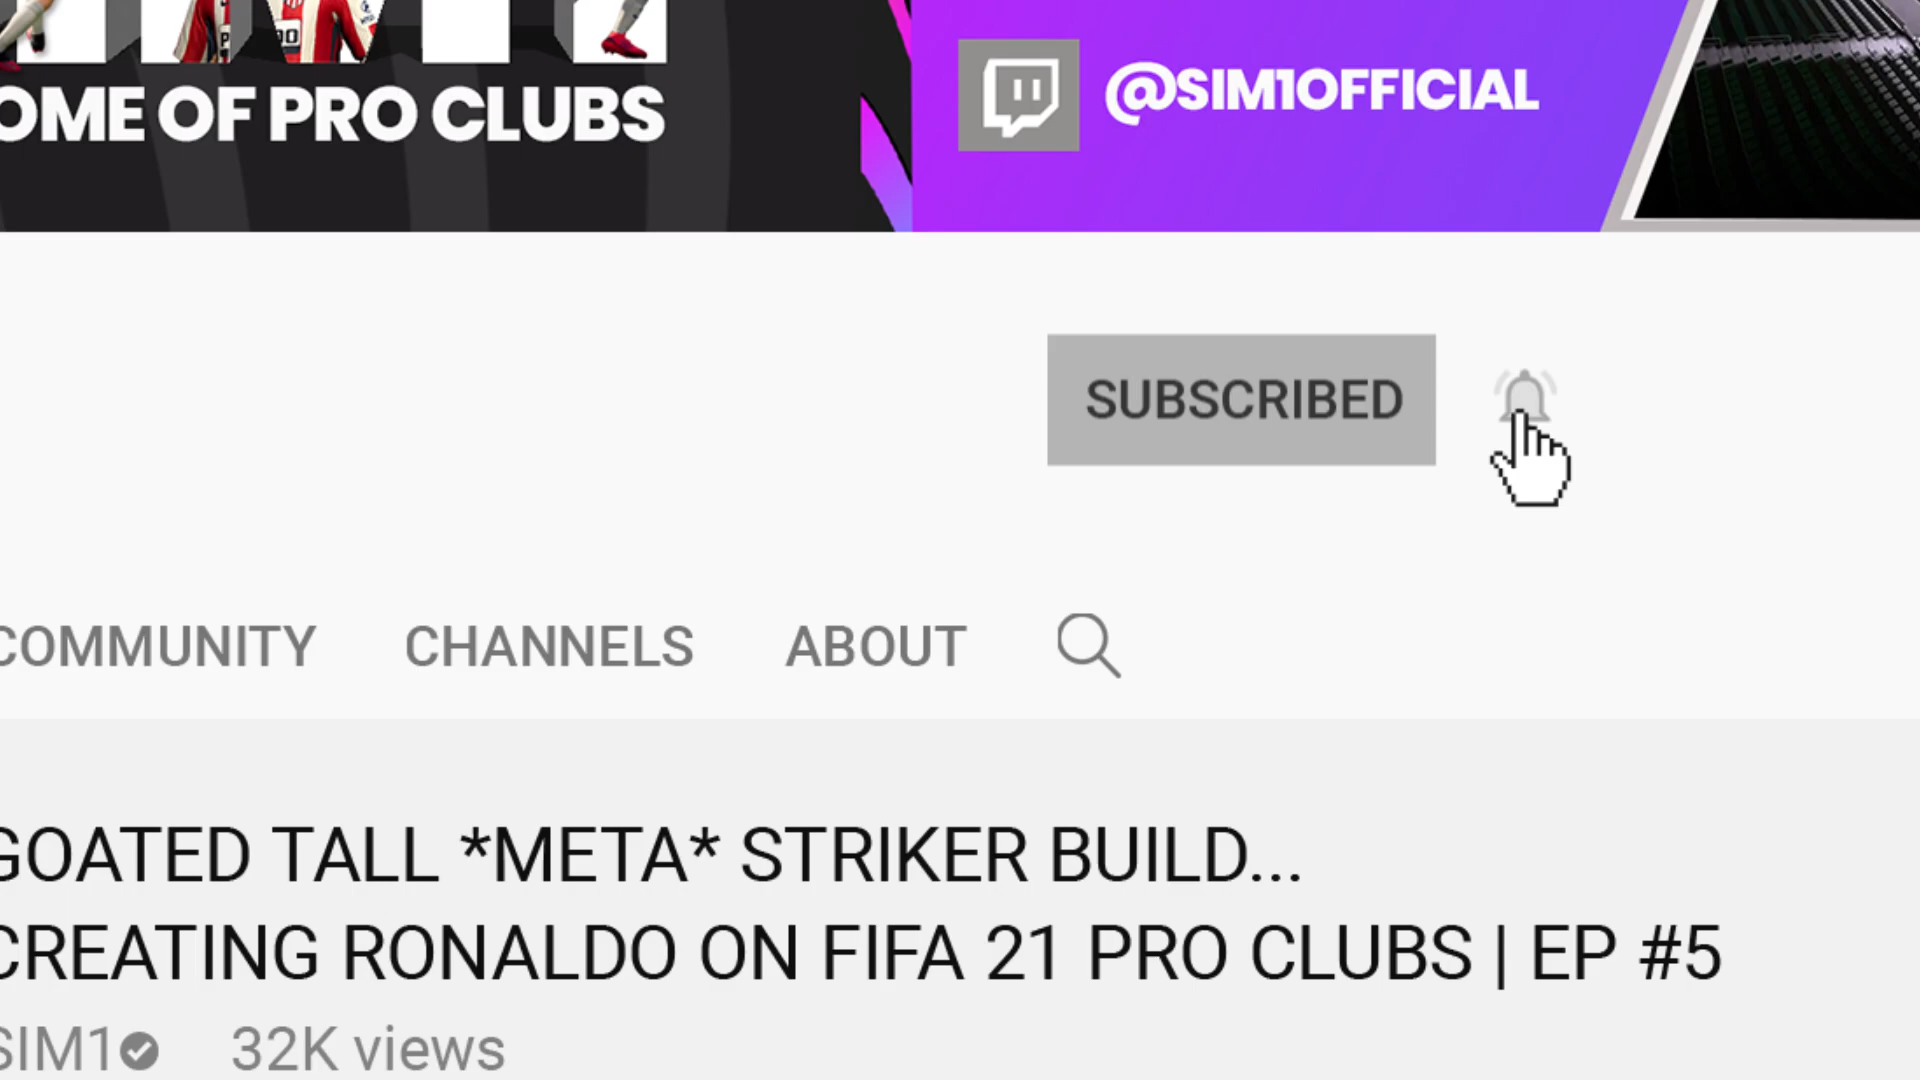 OME OF PRO CLUBS
@SIM1OFFICIAL
SUBSCRIBED
COMMUNITY CHANNELS ABOUT
GOATED TALL *META* STRIKER BUILD...
CREATING RONALDO ON FIFA 21 PRO CLUBS | EP #5
SIM1 32K views